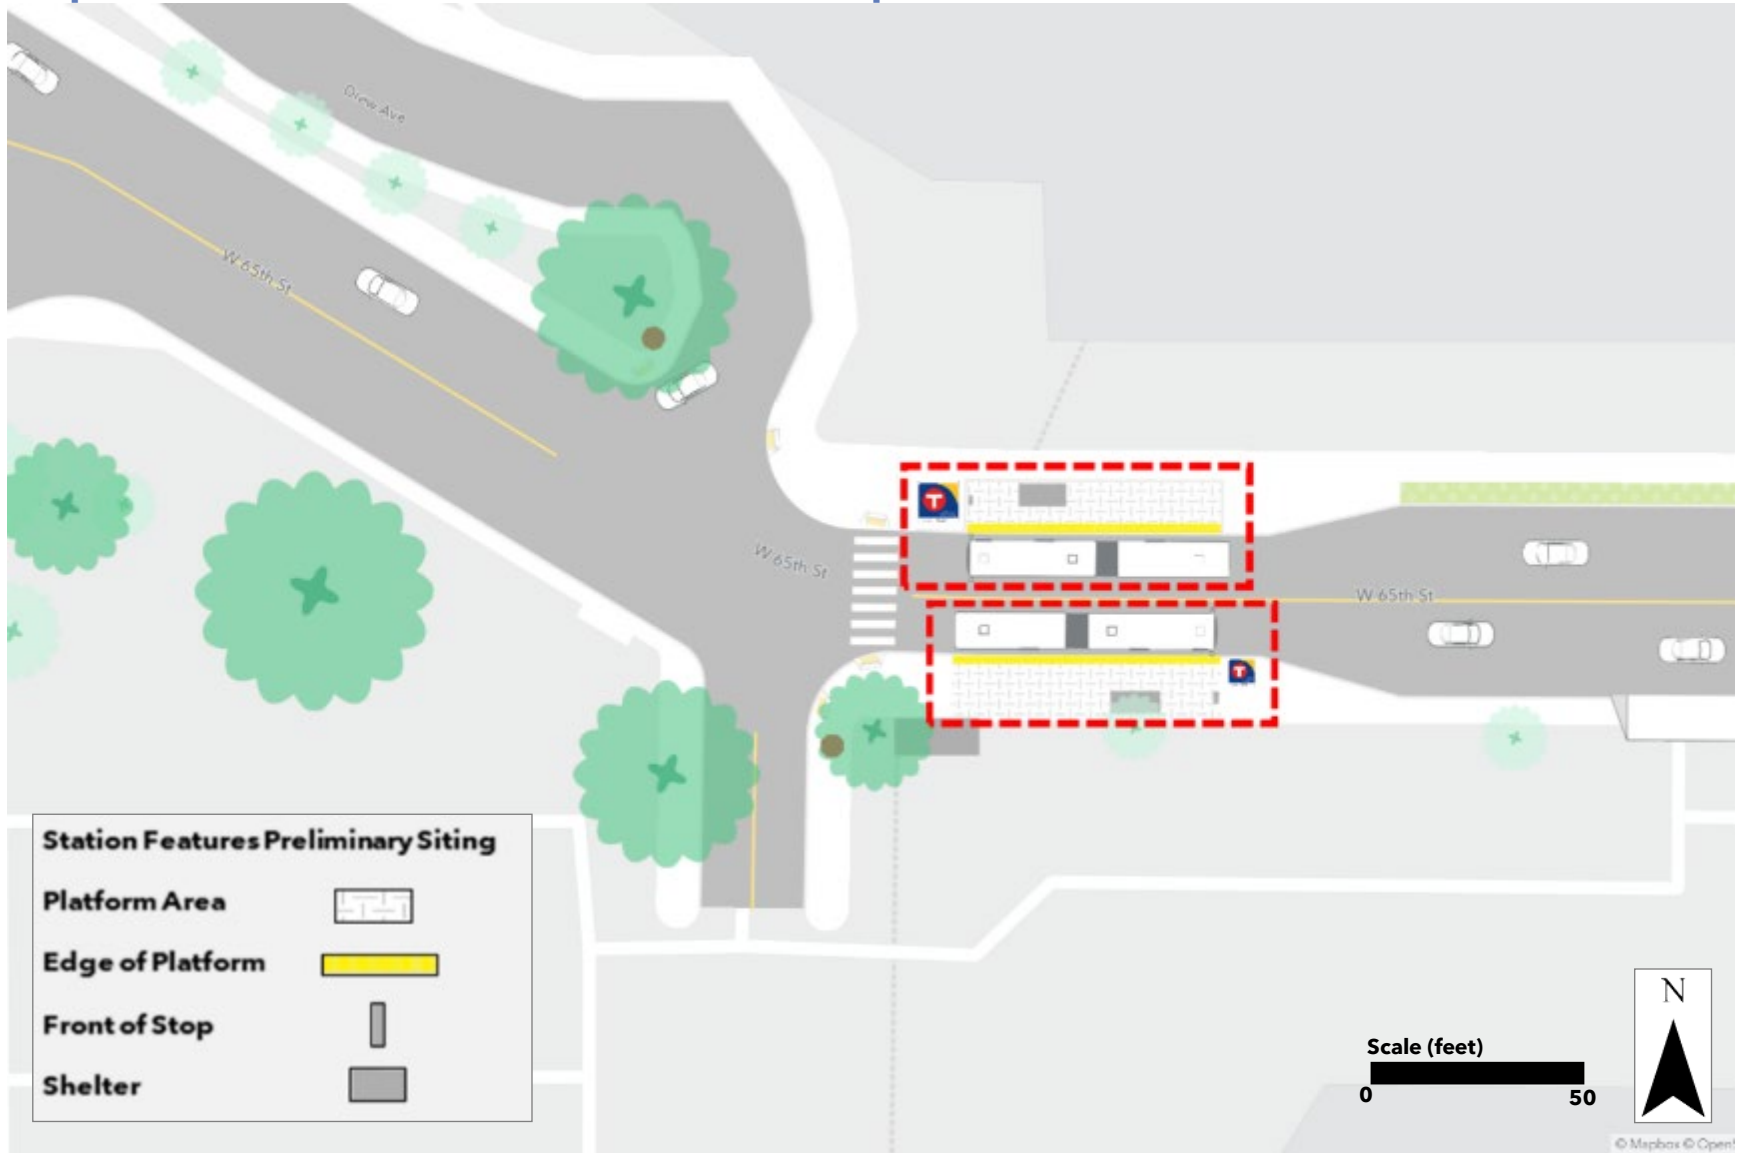 Drew Ave
W 65th St
W 65th St
W 65th St
T
T
Station Features Preliminary Siting
Platform Area
Edge of Platform
Front of Stop
Shelter
Scale (feet)
0 50
N
© Mapbox © Open